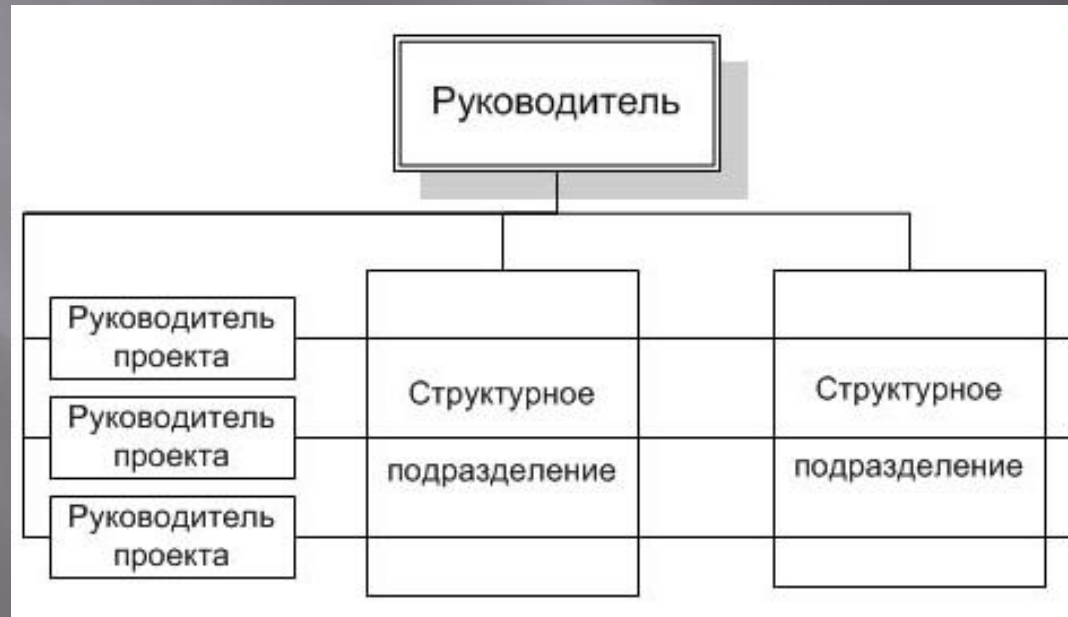 Руководитель
Руководитель
проекта
Руководитель
проекта
Руководитель
проекта
Структурное
подразделение
Структурное
подразделение